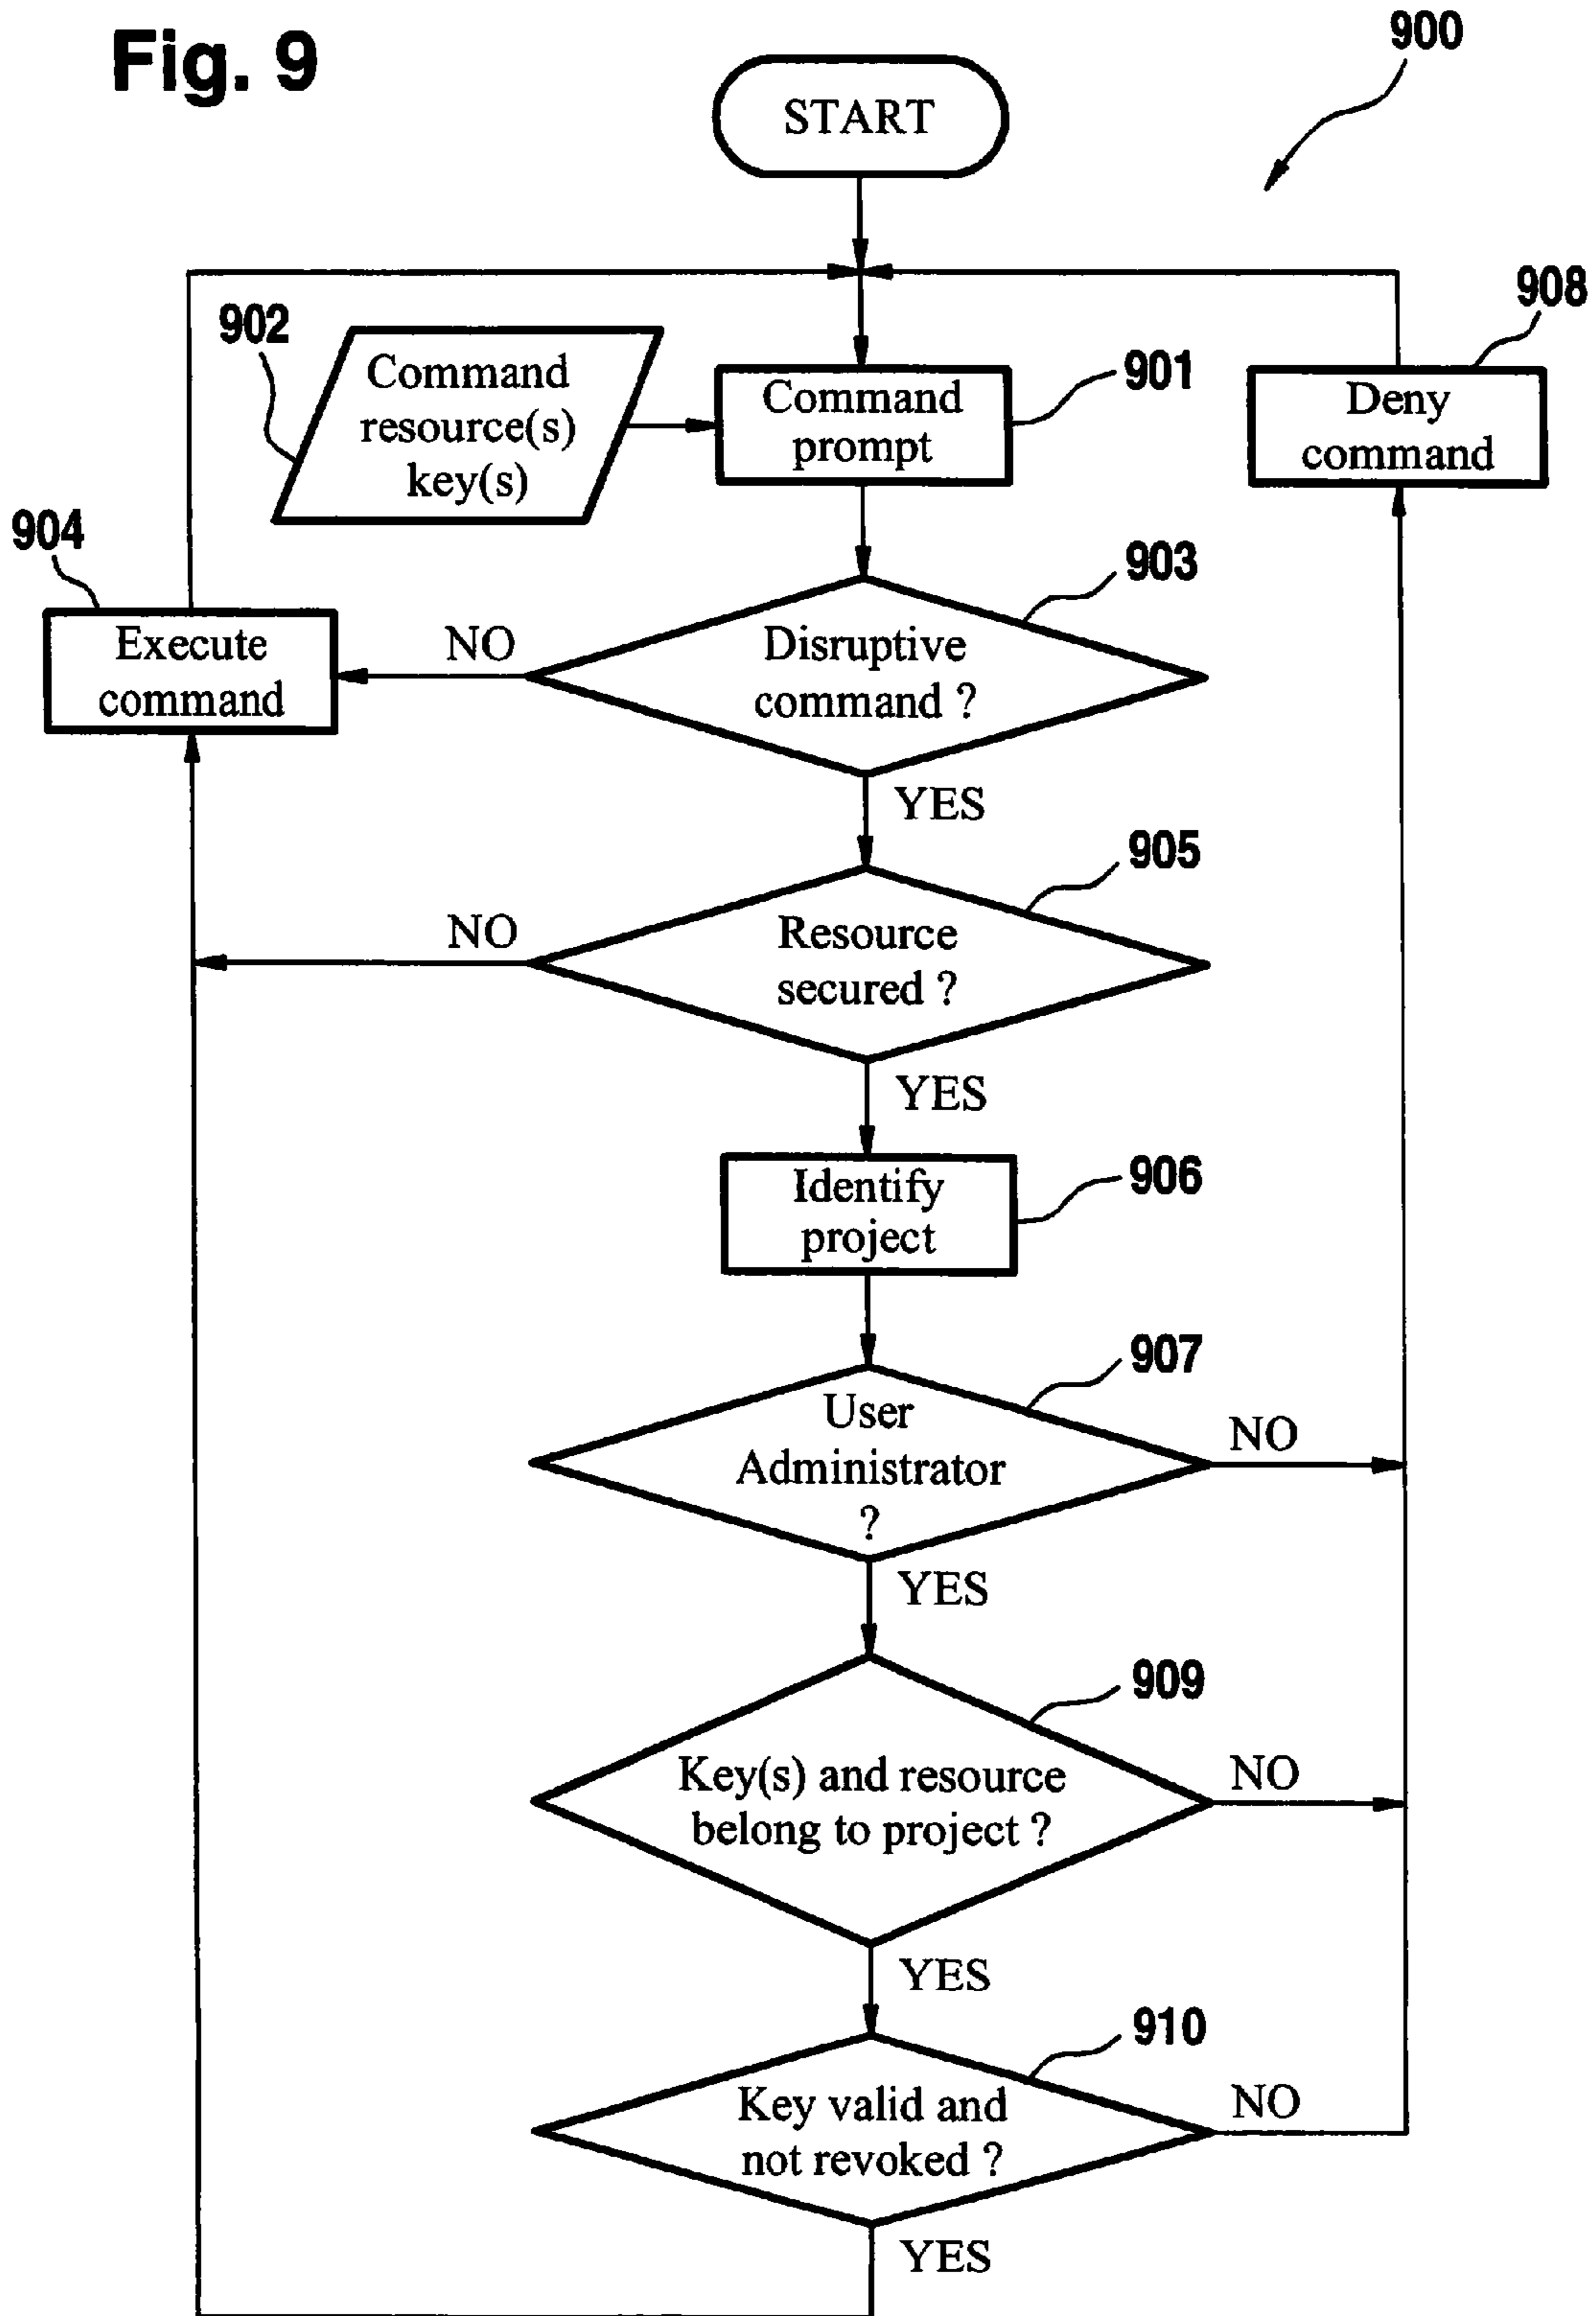 Fig. 9
900
START
908
902
Command
resource(s)
key(s)
Command
prompt
901
Deny
command
904
903
Execute
command
NO
Disruptive
command ?
YES
905
NO
Resource
secured ?
YES
Identify
project
906
907
User
Administrator
?
NO
YES
909
Key(s) and resource
belong to project ?
NO
YES
910
Key valid and
not revoked ?
NO
YES